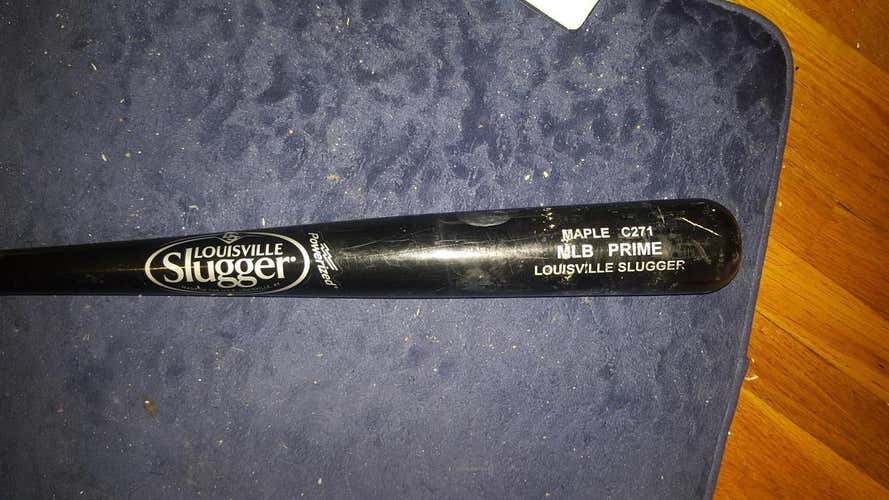 LOUISVILLE
Slugger
Powerized
MAPLE C271
MLB PRIME
LOUISVILLE SLUGGER